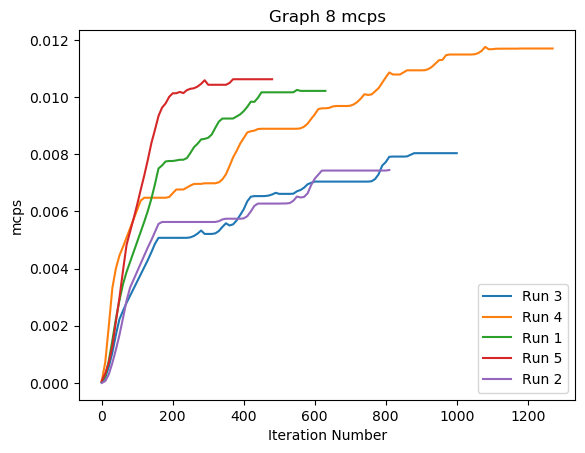 Graph 8 mcps
mcps
0.012
0.010
0.008
0.006
0.004
0.002
0.000
0 200 400 600 800 1000 1200
Iteration Number
Run 3
Run 4
Run 1
Run 5
Run 2